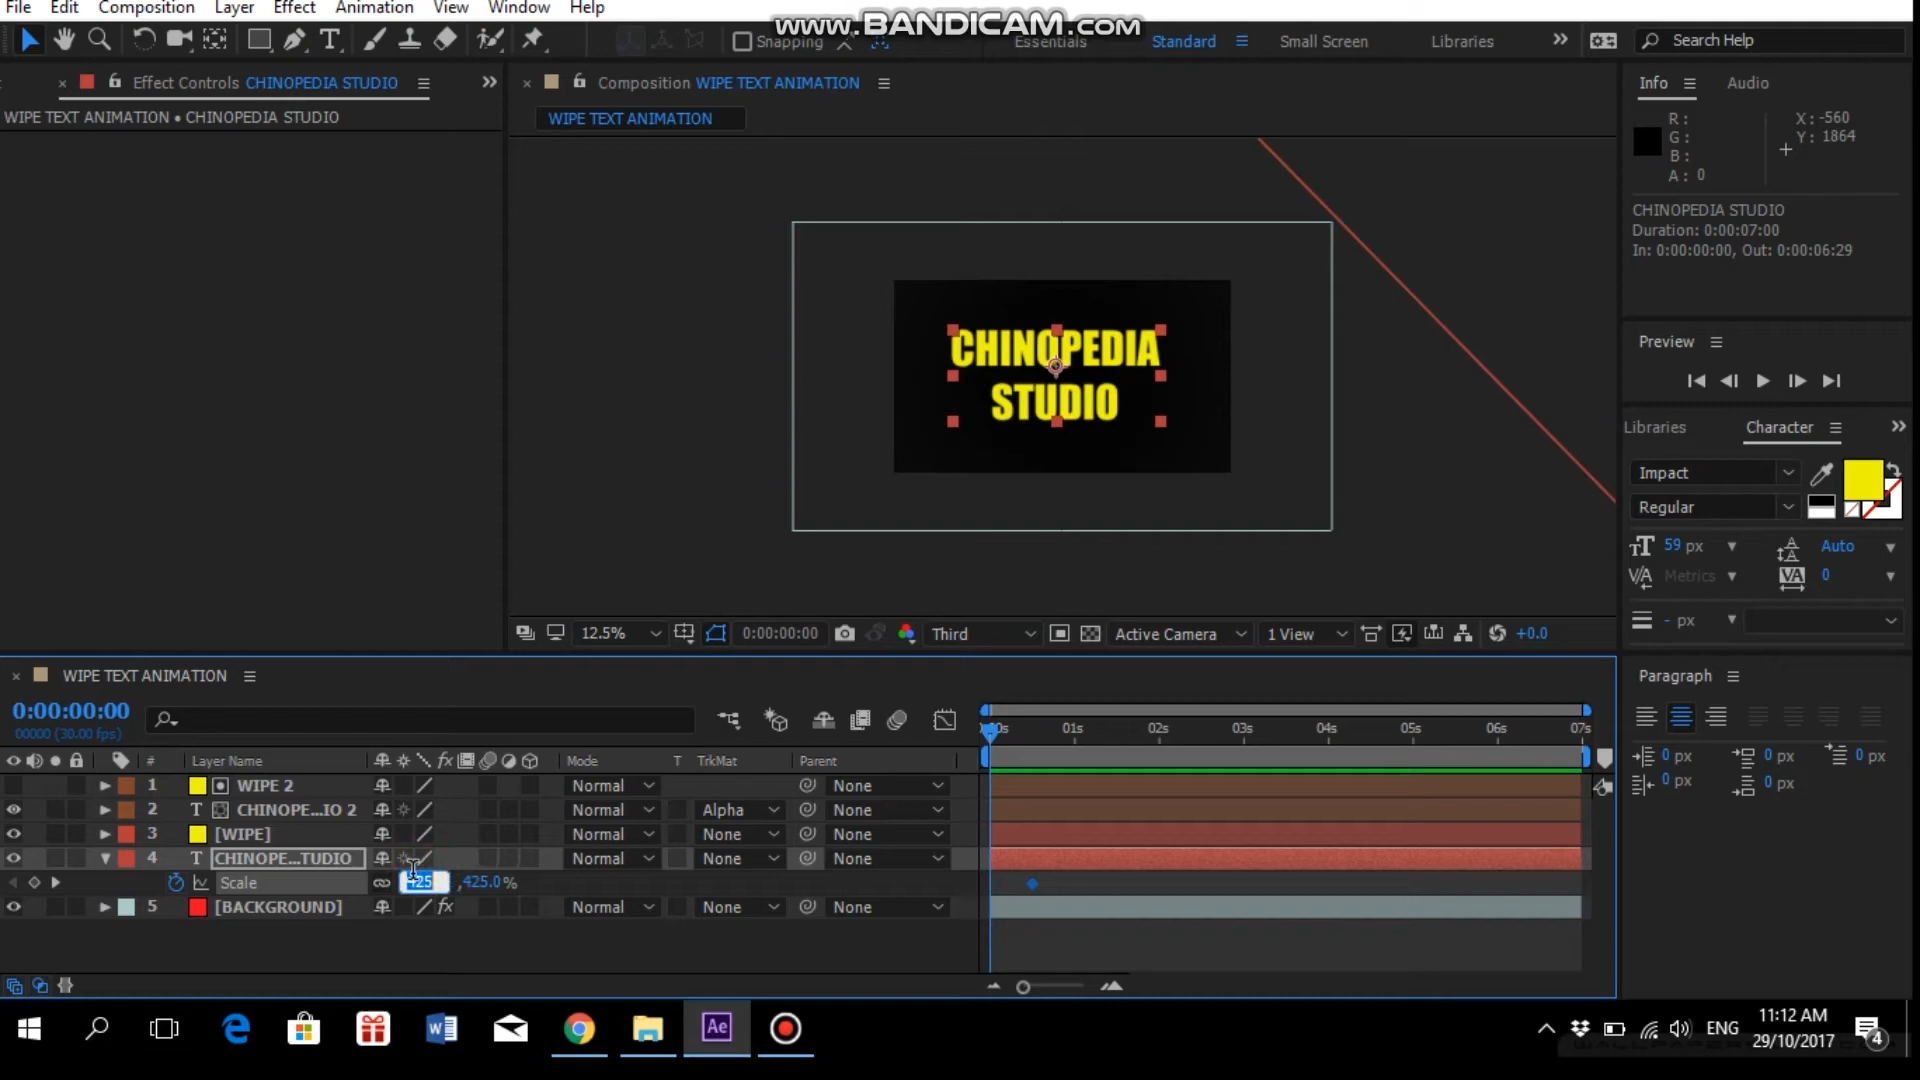 File Edit Composition Layer Effect Animation View Window Help
www.BANDICAM.com
Snapping Essentials Standard Small Screen Libraries Search Help
Effect Controls CHINOPEDIA STUDIO
Composition WIPE TEXT ANIMATION
Info Audio
WIPE TEXT ANIMATION • CHINOPEDIA STUDIO
WIPE TEXT ANIMATION
R :
G :
B :
A : 0
X : -560
Y : 1864
CHINOPEDIA STUDIO
Duration: 0:00:07:00
In: 0:00:00:00, Out: 0:00:06:29
CHINOPEDIA
STUDIO
Preview
Libraries Character
Impact
Regular
59 px Auto
Metrics 0
- px
12.5% 0:00:00:00 Third Active Camera 1 View +0.0
WIPE TEXT ANIMATION
Paragraph
0:00:00:00
00000 (30.00 fps)
01s 02s 03s 04s 05s 06s 07s
# Layer Name Mode T TrkMat Parent
1 WIPE 2 Normal None
2 T CHINOPE...IO 2 Normal Alpha None
3 [WIPE] Normal None None
4 T CHINOPE...TUDIO Normal None None
Scale 425 ,425.0%
5 [BACKGROUND] fx Normal None None
0 px 0 px 0 px
0 px 0 px
ENG
11:12 AM
29/10/2017
4